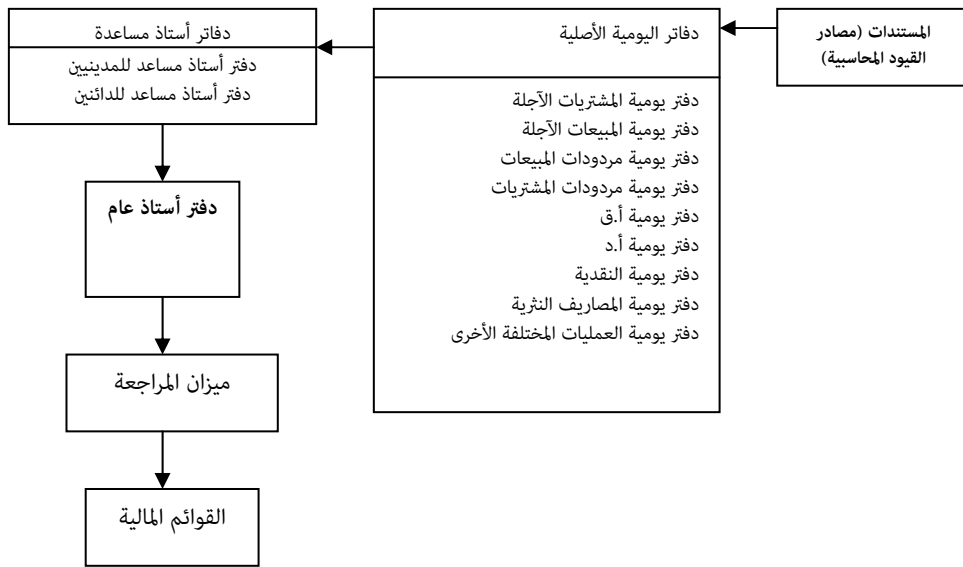 المستندات (مصادر
القيود المحاسبية)
دفاتر اليومية الأصلية
دفتر يومية المشتريات الآجلة
دفتر يومية المبيعات الآجلة
دفتر يومية مردودات المبيعات
دفتر يومية مردودات المشتريات
دفتر يومية أ.ق
دفتر يومية أ.د
دفتر يومية النقدية
دفتر يومية المصاريف النثرية
دفتر يومية العمليات المختلفة الأخرى
دفاتر أستاذ مساعدة
دفتر أستاذ مساعد للمدينيين
دفتر أستاذ مساعد للدائنين
دفتر أستاذ عام
ميزان المراجعة
القوائم المالية